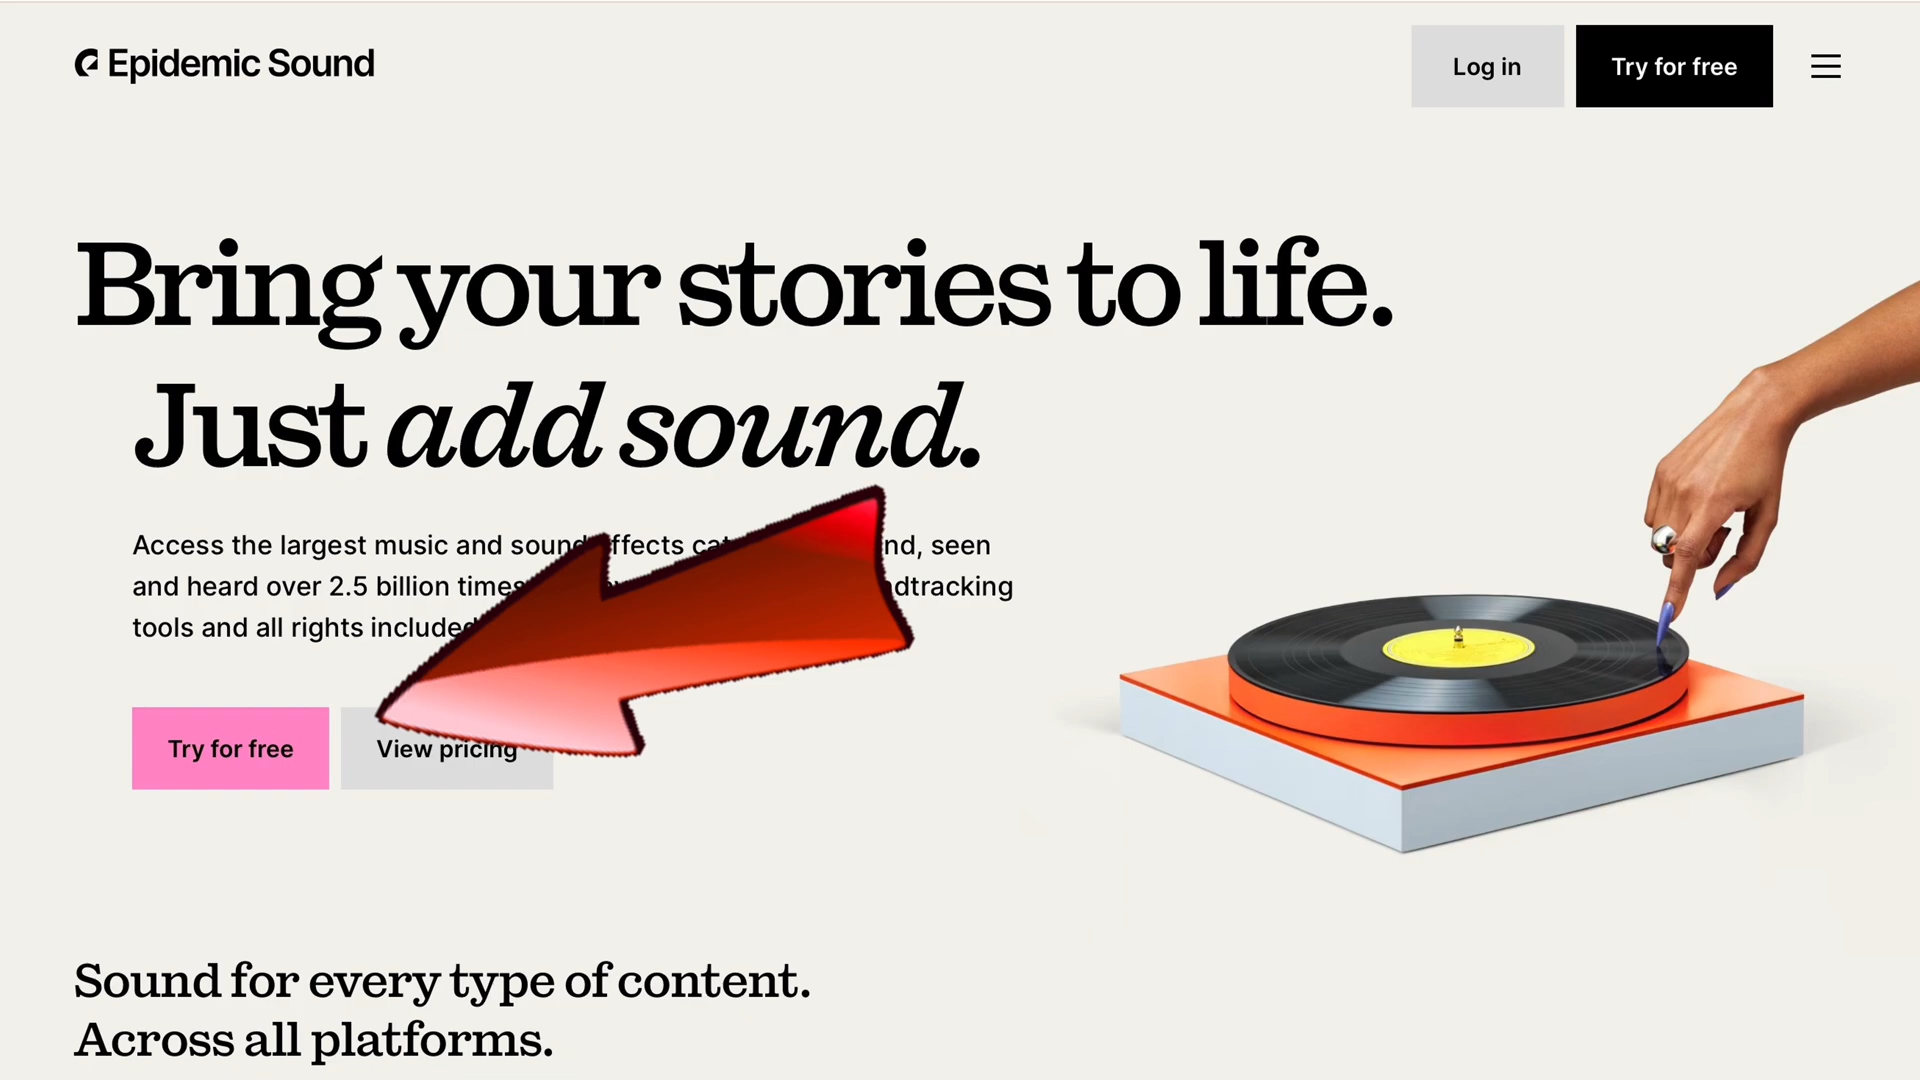 Epidemic Sound
Log in
Try for free
Bring your stories to life.
Just add sound.
Access the largest music and sound effects nd, seen
and heard over 2.5 billion times
tools and all rights included
Try for free
View pricing
Sound for every type of content.
Across all platforms.